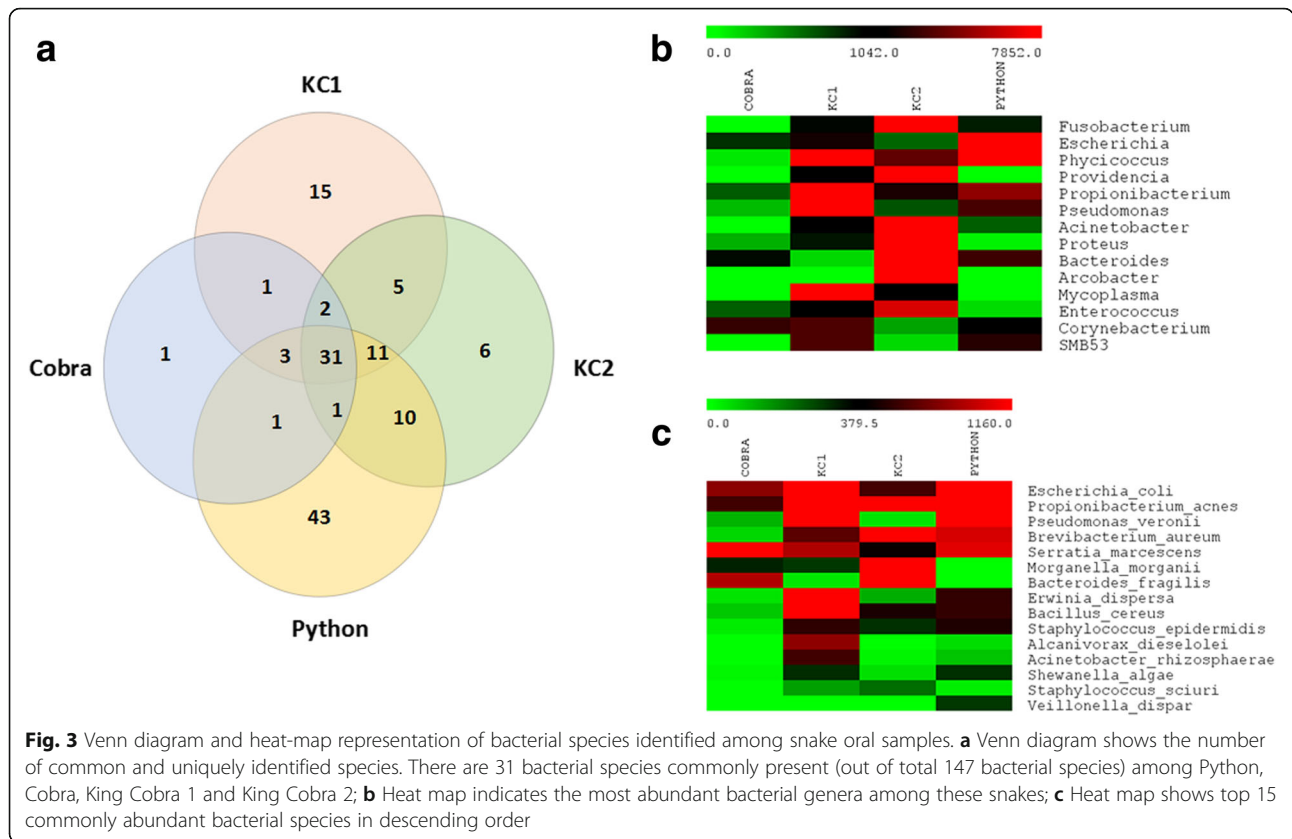 a
KC1
15
1
5
2
Cobra
1
3
31
11
6
KC2
1
1
10
43
Python
b
0.0 1042.0 7852.0
COBRA KC1 KC2 PYTHON
Fusobacterium
Escherichia
Phycicoccus
Providencia
Propionibacterium
Pseudomonas
Acinetobacter
Proteus
Bacteroides
Arcobacter
Mycoplasma
Enterococcus
Corynebacterium
SMB53
c
0.0 379.5 1160.0
COBRA KC1 KC2 PYTHON
Escherichia_coli
Propionibacterium_acnes
Pseudomonas_veronii
Brevibacterium_aureum
Serratia_marcescens
Morganella_morganii
Bacteroides_fragilis
Erwinia_dispersa
Bacillus_cereus
Staphylococcus_epidermidis
Alcanivorax_dieselolei
Acinetobacter_rhizosphaerae
Shewanella_algae
Staphylococcus_sciuri
Veillonella_dispar
Fig. 3 Venn diagram and heat-map representation of bacterial species identified among snake oral samples. a Venn diagram shows the number
of common and uniquely identified species. There are 31 bacterial species commonly present (out of total 147 bacterial species) among Python,
Cobra, King Cobra 1 and King Cobra 2; b Heat map indicates the most abundant bacterial genera among these snakes; c Heat map shows top 15
commonly abundant bacterial species in descending order